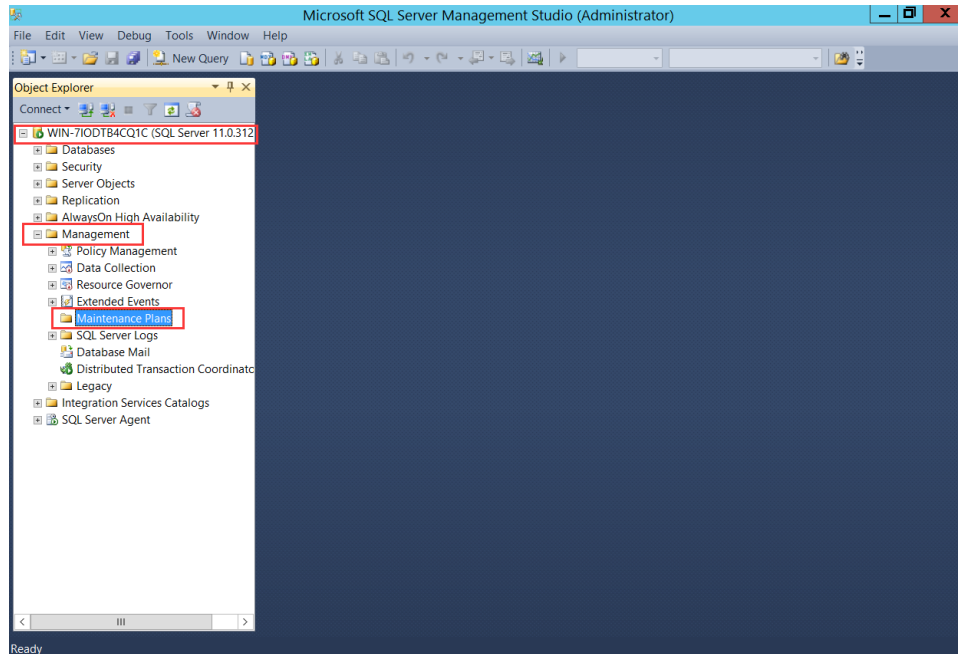 Microsoft SQL Server Management Studio (Administrator)
File Edit View Debug Tools Window Help
New Query
Object Explorer
Connect
WIN-7IODTB4CQ1C (SQL Server 11.0.312
Databases
Security
Server Objects
Replication
AlwaysOn High Availability
Management
Policy Management
Data Collection
Resource Governor
Extended Events
Maintenance Plans
SQL Server Logs
Database Mail
Distributed Transaction Coordinatc
Legacy
Integration Services Catalogs
SQL Server Agent
Ready